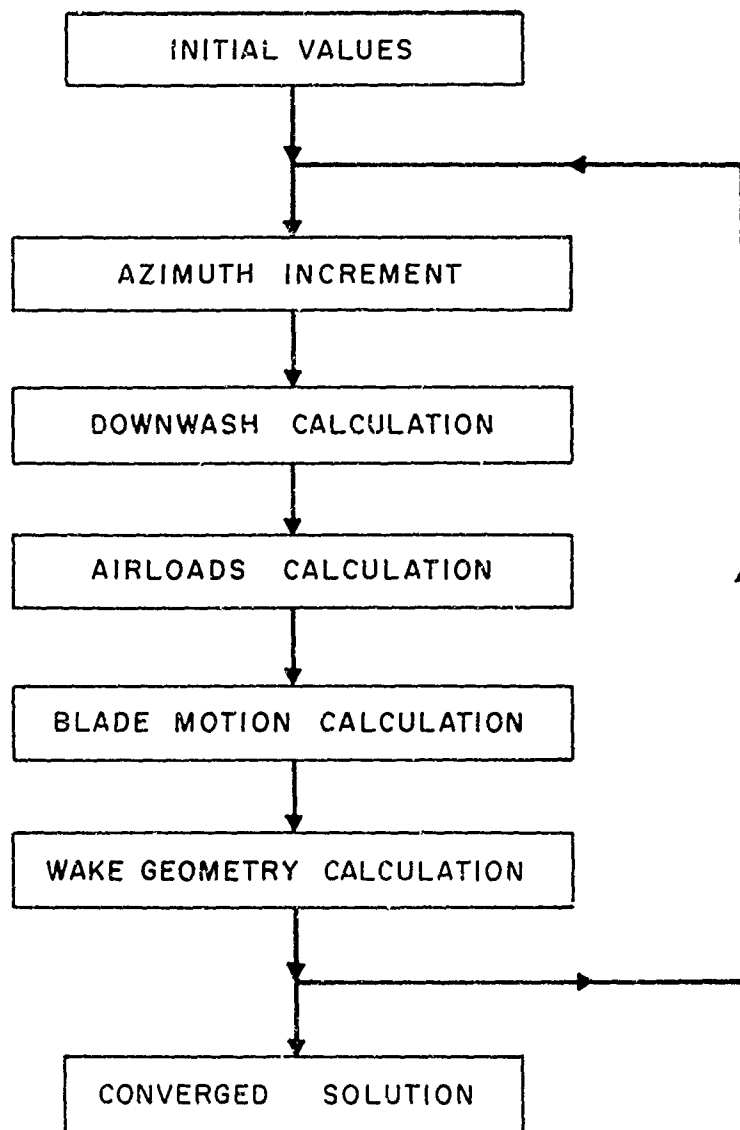 INITIAL VALUES
AZIMUTH INCREMENT
DOWNWASH CALCULATION
AIRLOADS CALCULATION
BLADE MOTION CALCULATION
WAKE GEOMETRY CALCULATION
CONVERGED SOLUTION